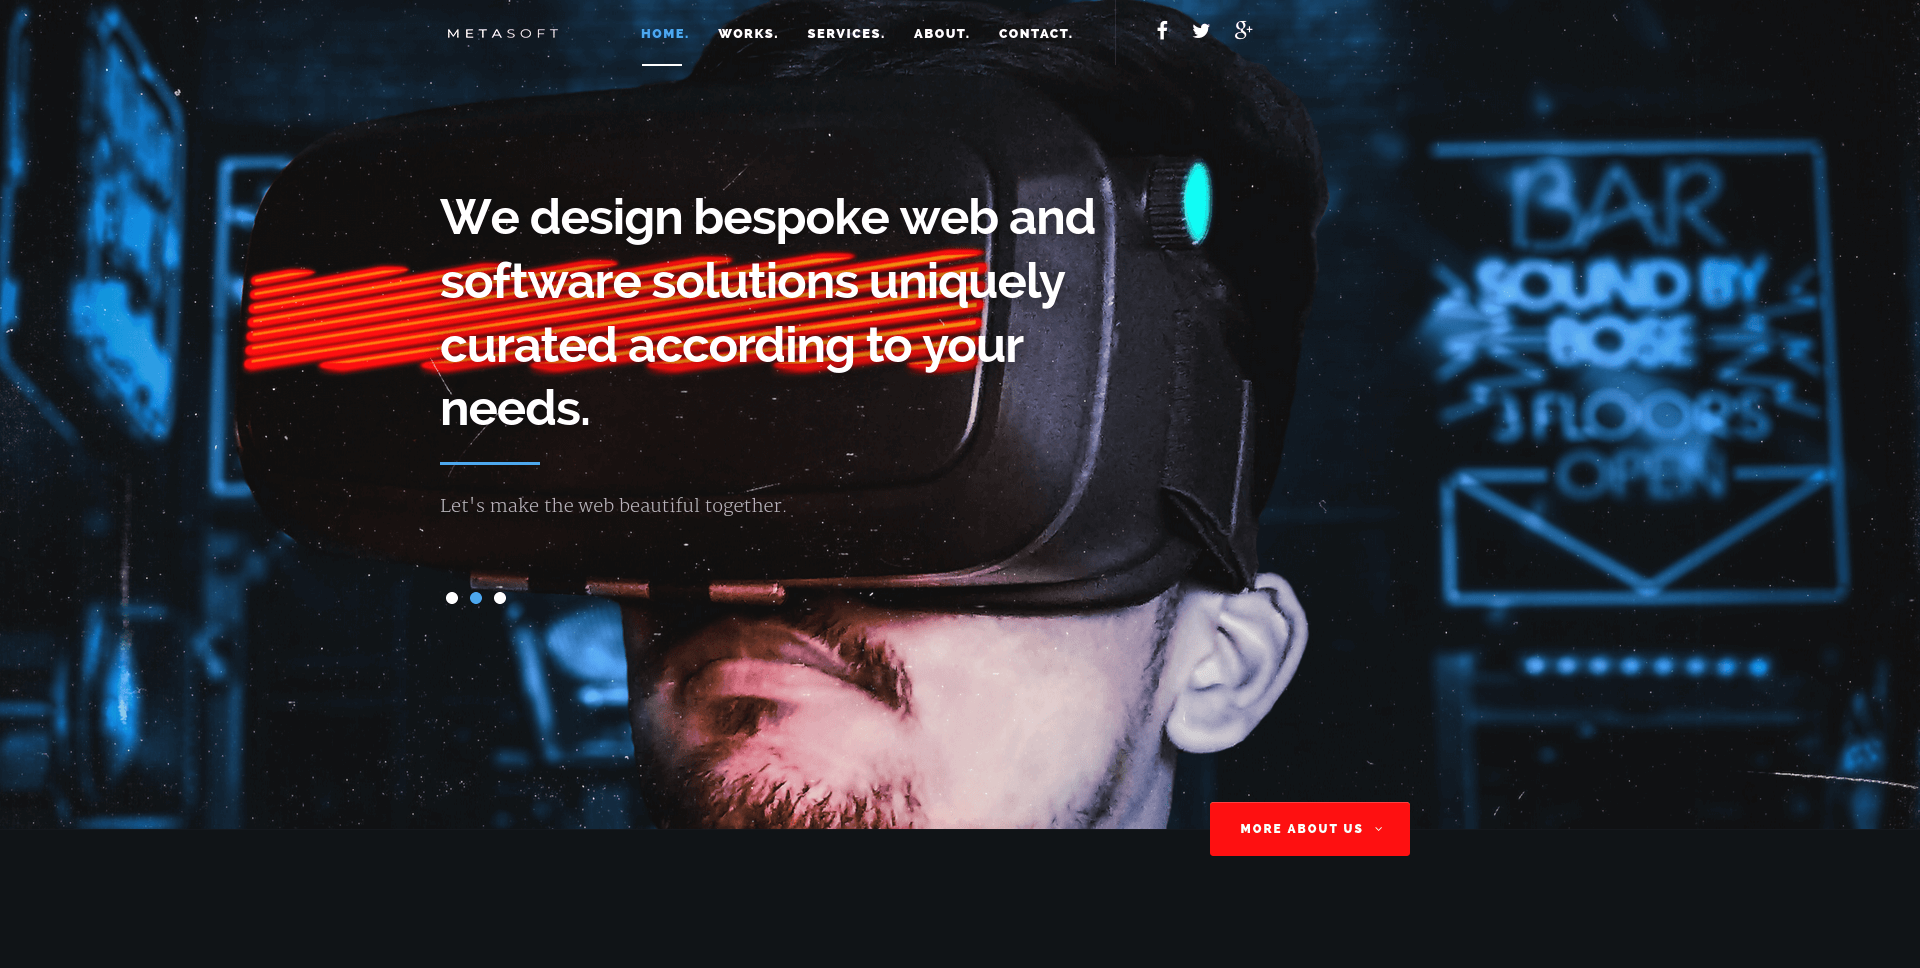 METASOFT
HOME. WORKS. SERVICES. ABOUT. CONTACT.
We design bespoke web and
software solutions uniquely
curated according to your
needs.
Let's make the web beautiful together.
BAR
SOUND BY
BOSE
3 FLOORS
OPEN
MORE ABOUT US